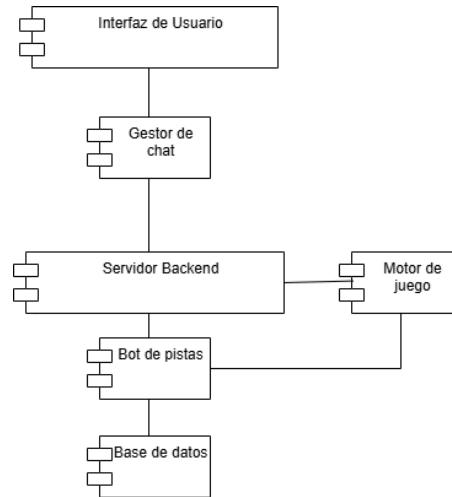 Interfaz de Usuario
Gestor de
chat
Servidor Backend
Motor de
juego
Bot de pistas
Base de datos